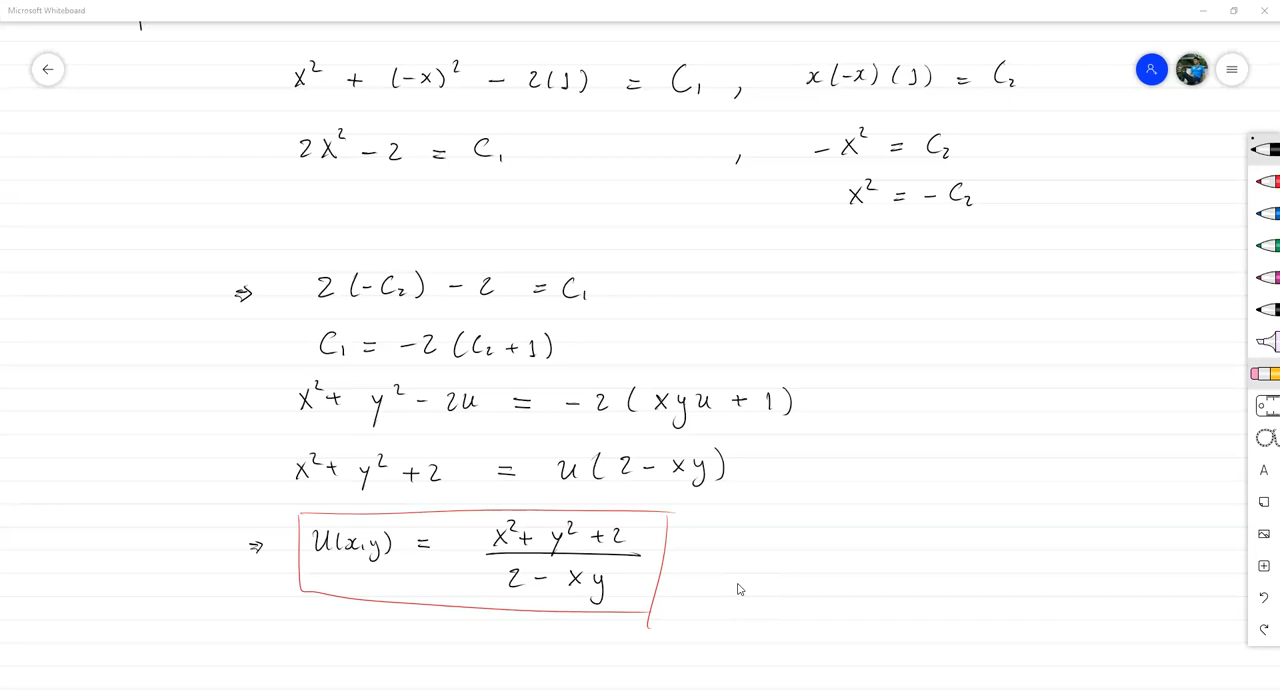 Microsoft Whiteboard
x² + (-x)² - 2(1) = C₁ , x(-x)(1) = C₂
2x² - 2 = C₁ , - x² = C₂
x² = - C₂
⇒ 2(-C₂) - 2 = C₁
C₁ = -2(C₂ + 1)
x² + y² - 2u = -2(xyu + 1)
x² + y² + 2 = u(2 - xy)
⇒ U(x,y) = x² + y² + 2
2 - xy
A